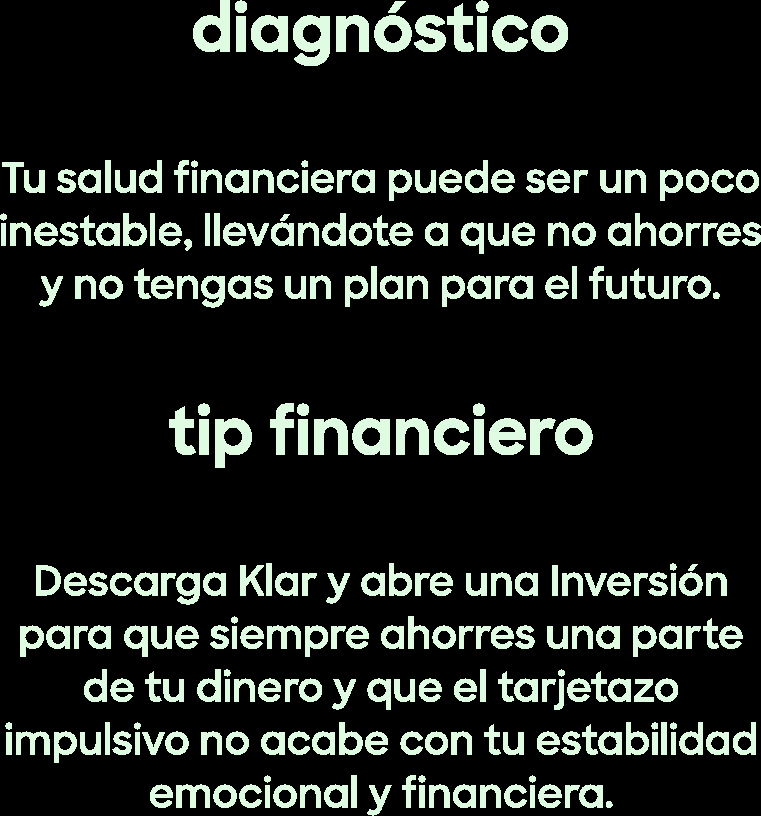 diagnóstico
Tu salud financiera puede ser un poco
inestable, llevándote a que no ahorres
y no tengas un plan para el futuro.
tip financiero
Descarga Klar y abre una Inversión
para que siempre ahorres una parte
de tu dinero y que el tarjetazo
impulsivo no acabe con tu estabilidad
emocional y financiera.